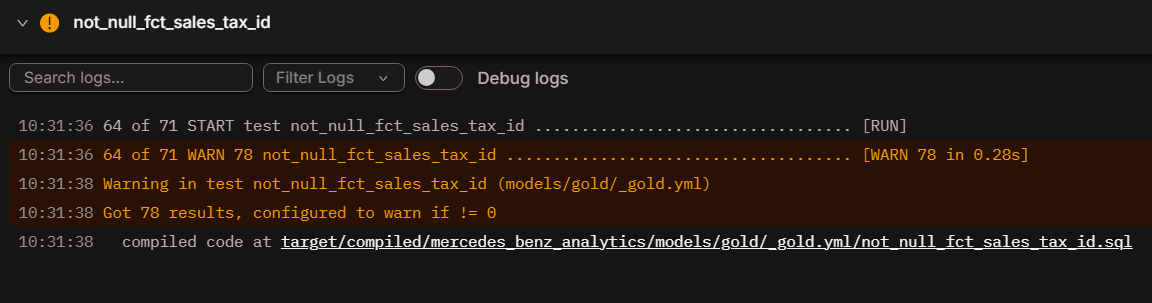 not_null_fct_sales_tax_id
Search logs...
Filter Logs
Debug logs
10:31:36 64 of 71 START test not_null_fct_sales_tax_id .................................. [RUN]
10:31:36 64 of 71 WARN 78 not_null_fct_sales_tax_id ..................................... [WARN 78 in 0.28s]
10:31:38 Warning in test not_null_fct_sales_tax_id (models/gold/_gold.yml)
10:31:38 Got 78 results, configured to warn if != 0
10:31:38   compiled code at target/compiled/mercedes_benz_analytics/models/gold/_gold.yml/not_null_fct_sales_tax_id.sql